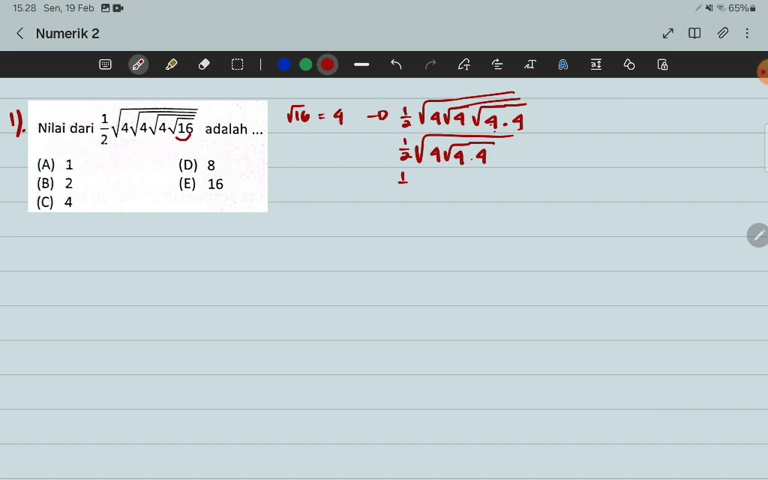 15.28 Sen, 19 Feb 65%
Numerik 2
1). Nilai dari 1/2 √(4√(4√(4√16))) adalah ...
(A) 1
(B) 2
(C) 4
(D) 8
(E) 16
√16 = 4 → 1/2 √(4√(4√(4·4)))
1/2 √(4√(4·4))
1